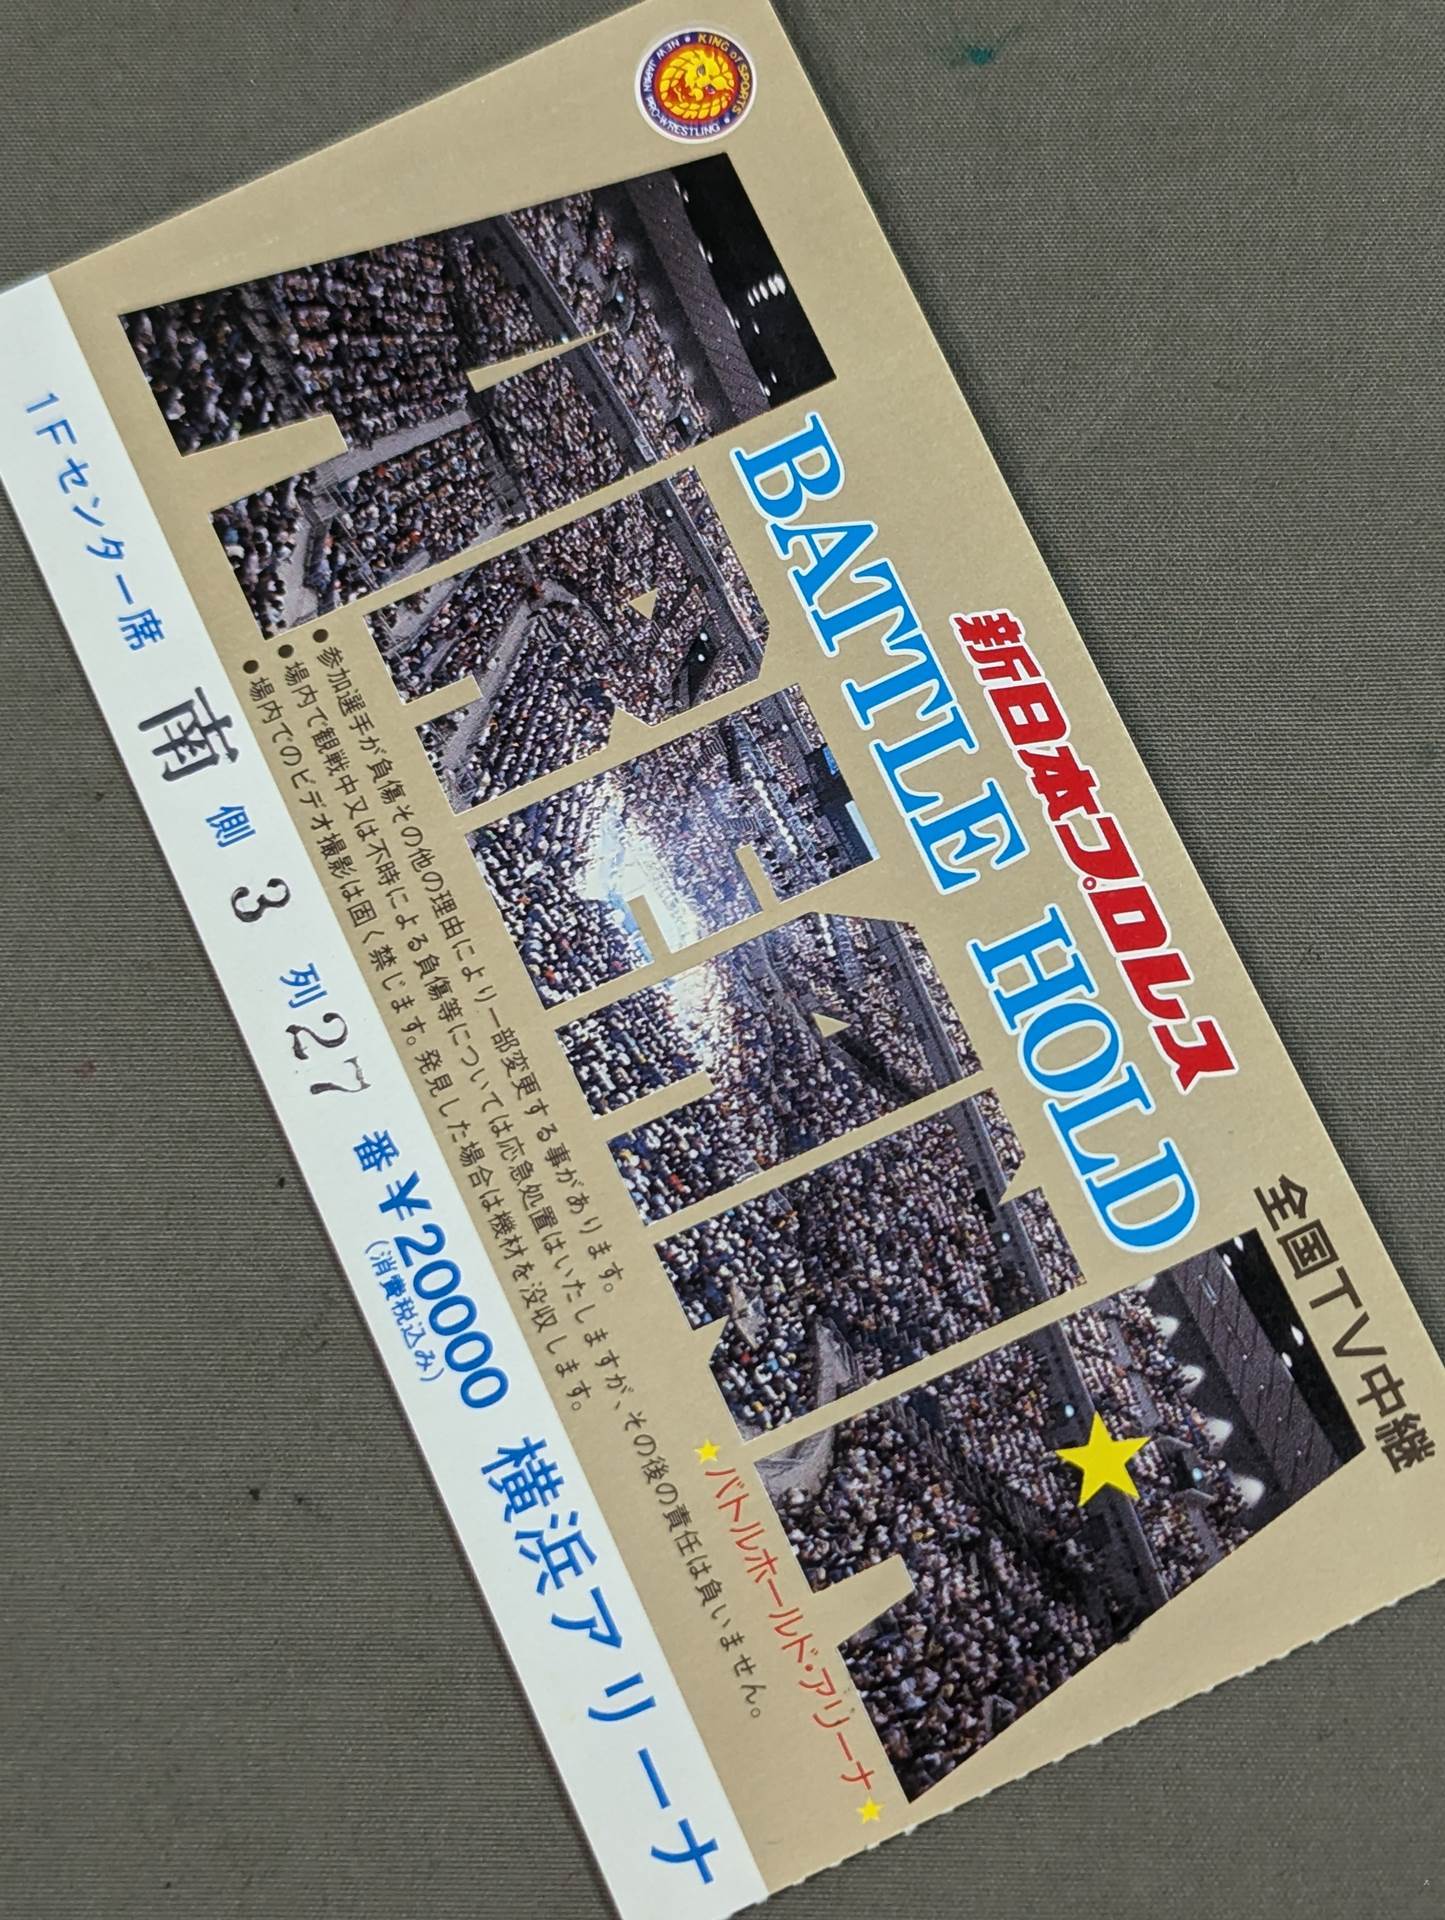 KING of SPORTS
NEW JAPAN PRO-WRESTLING
新日本プロレス
全国TV中継
BATTLE HOLD
ARENA
★バトルホールド・アリーナ★
●参加選手が負傷その他の理由により一部変更する事があります。
●場内で観戦中又は不時による負傷等については応急処置はいたしますが、その後の責任は負いません。
●場内でのビデオ撮影は固く禁じます。発見した場合は機材を没収します。
1Fセンター席 南 側 3 列 27 番 ¥20000 横浜アリーナ
(消費税込み)